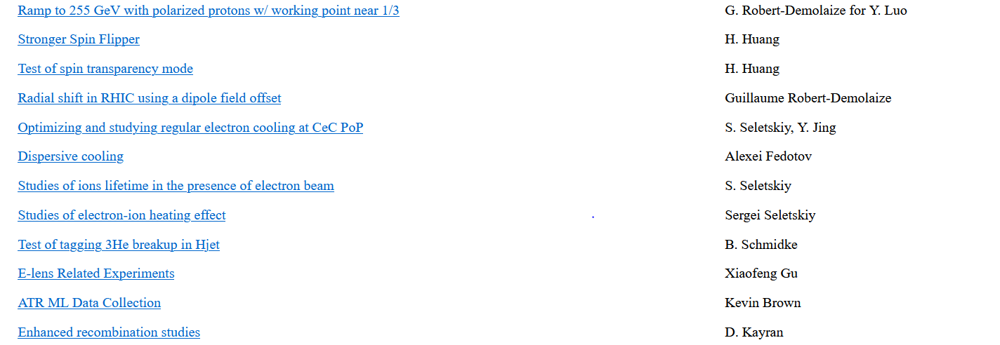 Ramp to 255 GeV with polarized protons w/ working point near 1/3 G. Robert-Demolaize for Y. Luo
Stronger Spin Flipper H. Huang
Test of spin transparency mode H. Huang
Radial shift in RHIC using a dipole field offset Guillaume Robert-Demolaize
Optimizing and studying regular electron cooling at CeC PoP S. Seletskiy, Y. Jing
Dispersive cooling Alexei Fedotov
Studies of ions lifetime in the presence of electron beam S. Seletskiy
Studies of electron-ion heating effect Sergei Seletskiy
Test of tagging 3He breakup in Hjet B. Schmidke
E-lens Related Experiments Xiaofeng Gu
ATR ML Data Collection Kevin Brown
Enhanced recombination studies D. Kayran